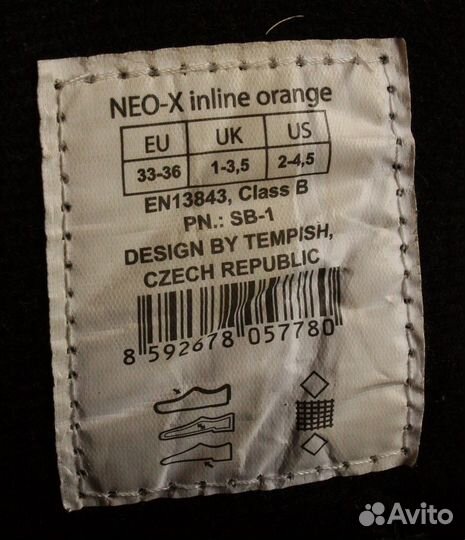 NEO-X inline orange
EU UK US
33-36 1-3,5 2-4,5
EN13843, Class B
PN.: SB-1
DESIGN BY TEMPISH,
CZECH REPUBLIC
8 592678 057780
Avito